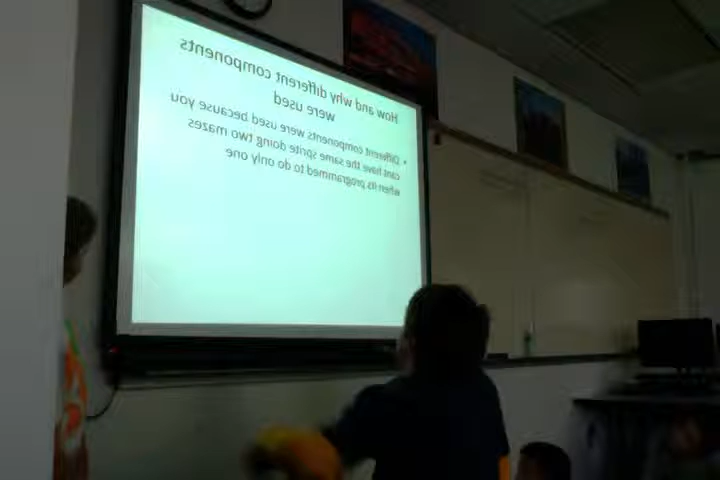 How and why different components
were used
• Different components were used because you
cant have the same sprite doing two mazes
when its programmed to do only one